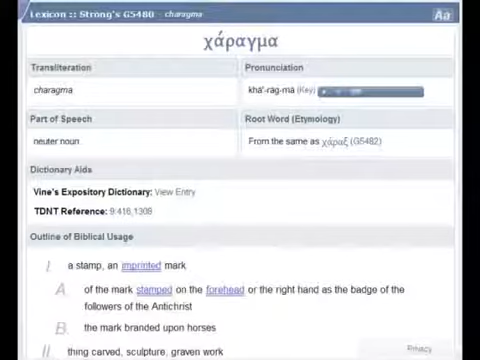 Lexicon :: Strong's G5480 - charagma
Aa
χάραγμα
Transliteration
Pronunciation
charagma
khä'-räg-mä (Key)
Part of Speech
Root Word (Etymology)
neuter noun
From the same as χάραξ (G5482)
Dictionary Aids
Vine's Expository Dictionary: View Entry
TDNT Reference: 9:416,1308
Outline of Biblical Usage
I. a stamp, an imprinted mark
A. of the mark stamped on the forehead or the right hand as the badge of the
followers of the Antichrist
B. the mark branded upon horses
II. thing carved, sculpture, graven work
Privacy